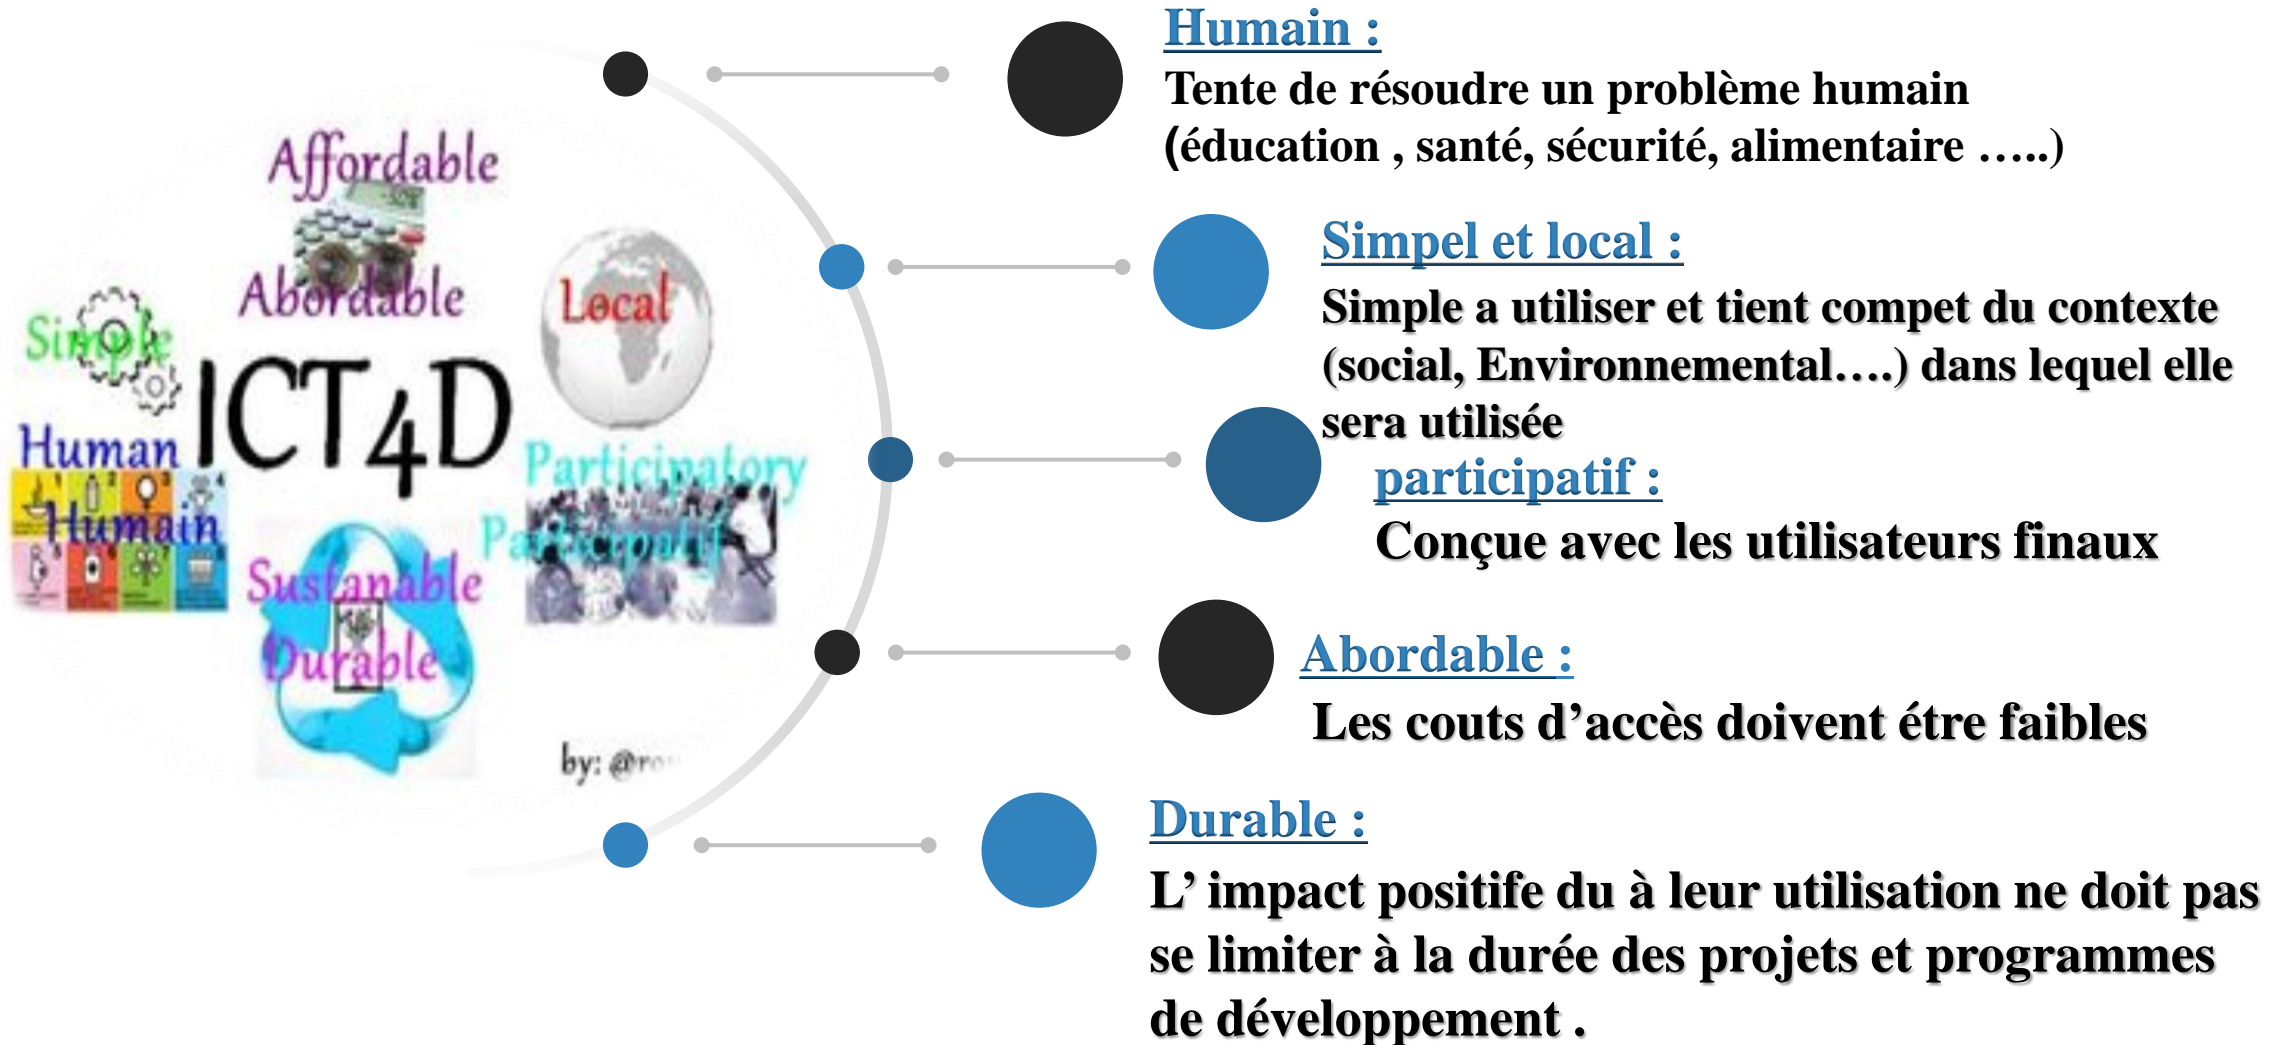 Humain :
Tente de résoudre un problème humain
(éducation , santé, sécurité, alimentaire …..)
Simpel et local :
Simple a utiliser et tient compet du contexte
(social, Environnemental….) dans lequel elle
sera utilisée
participatif :
Conçue avec les utilisateurs finaux
Abordable :
Les couts d’accès doivent étre faibles
Durable :
L’ impact positife du à leur utilisation ne doit pas
se limiter à la durée des projets et programmes
de développement .
Affordable
Abordable
Simple
Local
ICT4D
Human
Humain
Participatory
Participatif
Sustanable
Durable
by: